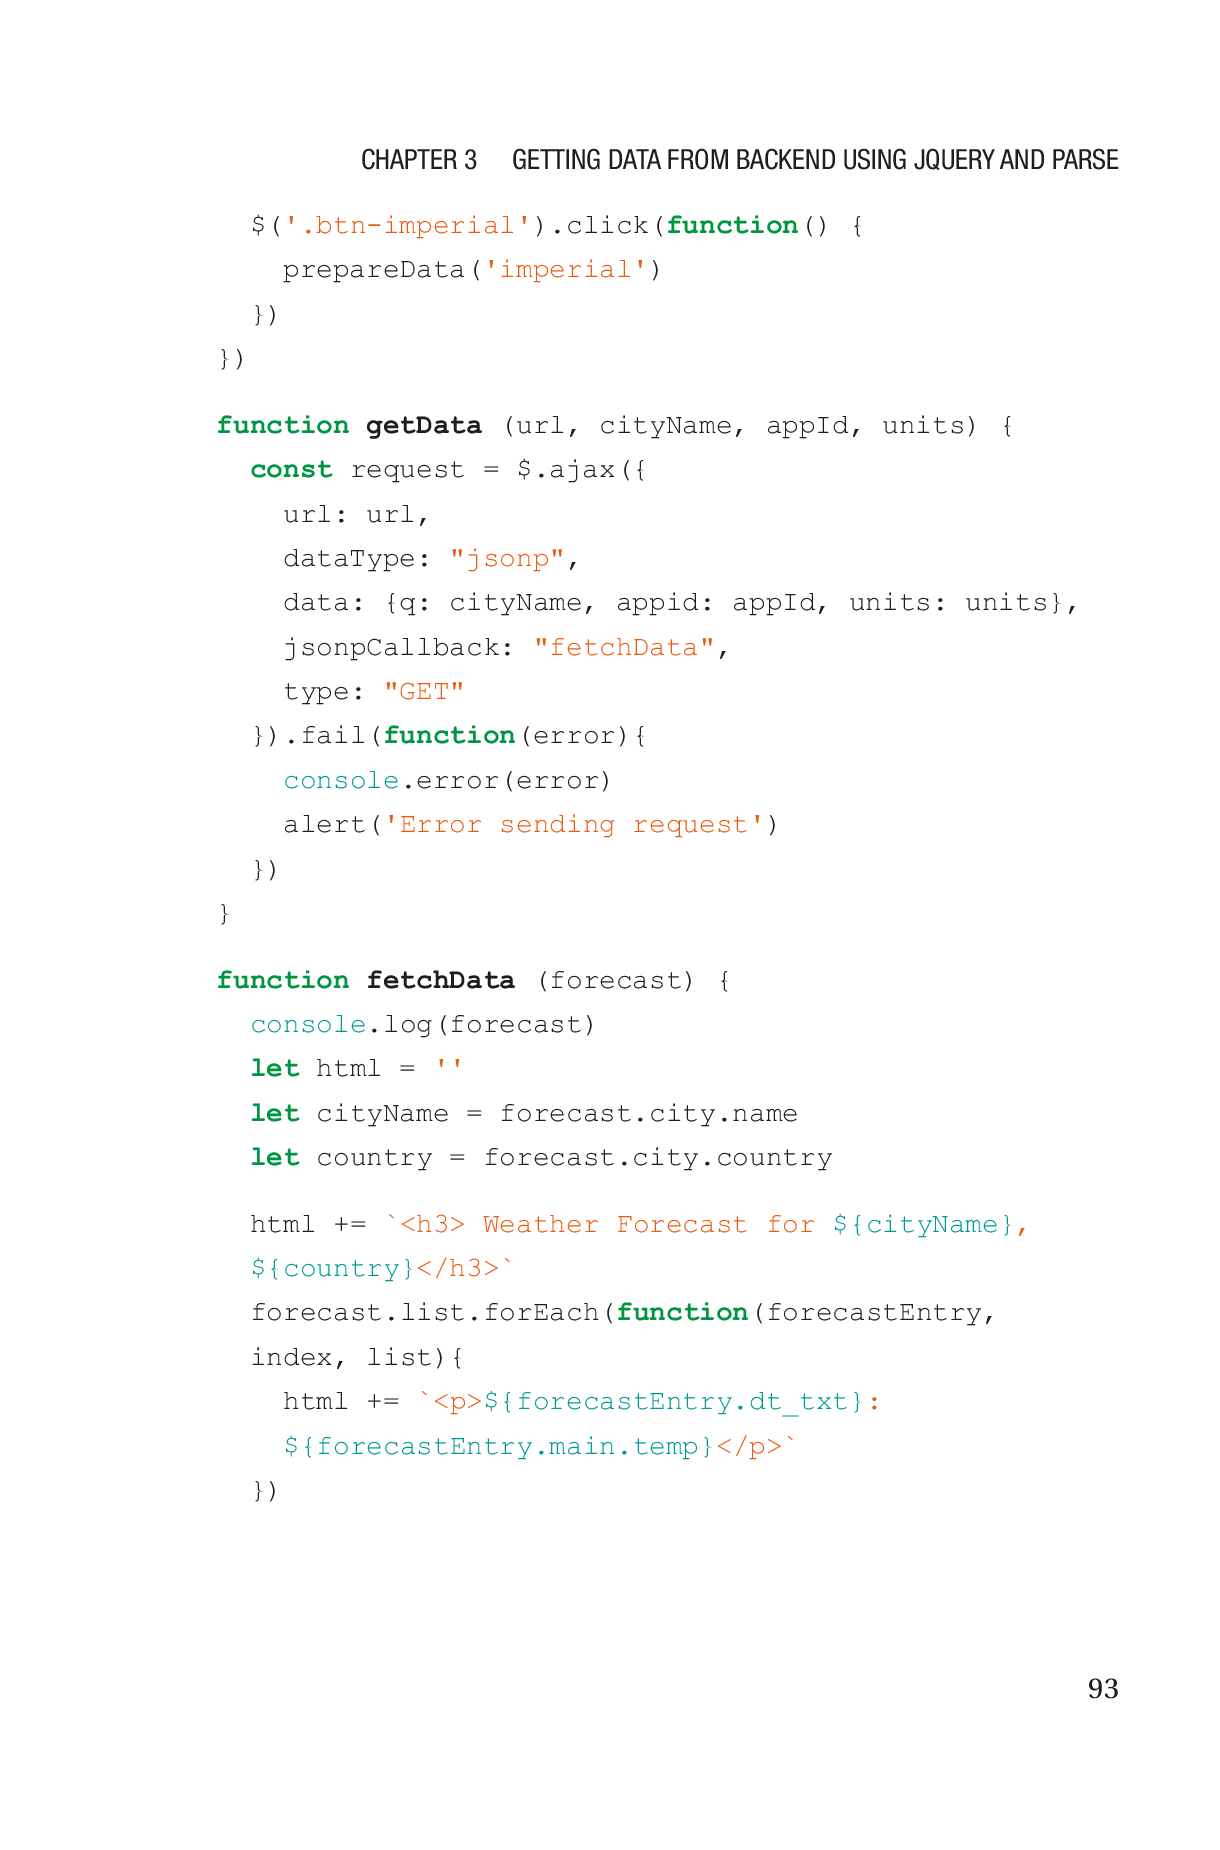 CHAPTER 3 GETTING DATA FROM BACKEND USING JQUERY AND PARSE
  $('.btn-imperial').click(function() {
    prepareData('imperial')
  })
})
function getData (url, cityName, appId, units) {
  const request = $.ajax({
    url: url,
    dataType: "jsonp",
    data: {q: cityName, appid: appId, units: units},
    jsonpCallback: "fetchData",
    type: "GET"
  }).fail(function(error){
    console.error(error)
    alert('Error sending request')
  })
}
function fetchData (forecast) {
  console.log(forecast)
  let html = ''
  let cityName = forecast.city.name
  let country = forecast.city.country
  html += `<h3> Weather Forecast for ${cityName},
  ${country}</h3>`
  forecast.list.forEach(function(forecastEntry,
  index, list){
    html += `<p>${forecastEntry.dt_txt}:
    ${forecastEntry.main.temp}</p>`
  })
93